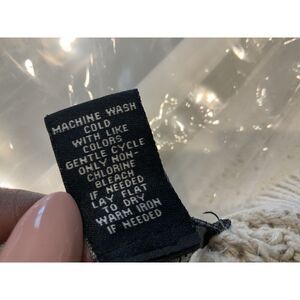 MACHINE WASH
COLD
WITH LIKE
COLORS
GENTLE CYCLE
ONLY NON-
CHLORINE
BLEACH
IF NEEDED
LAY FLAT
TO DRY
WARM IRON
IF NEEDED